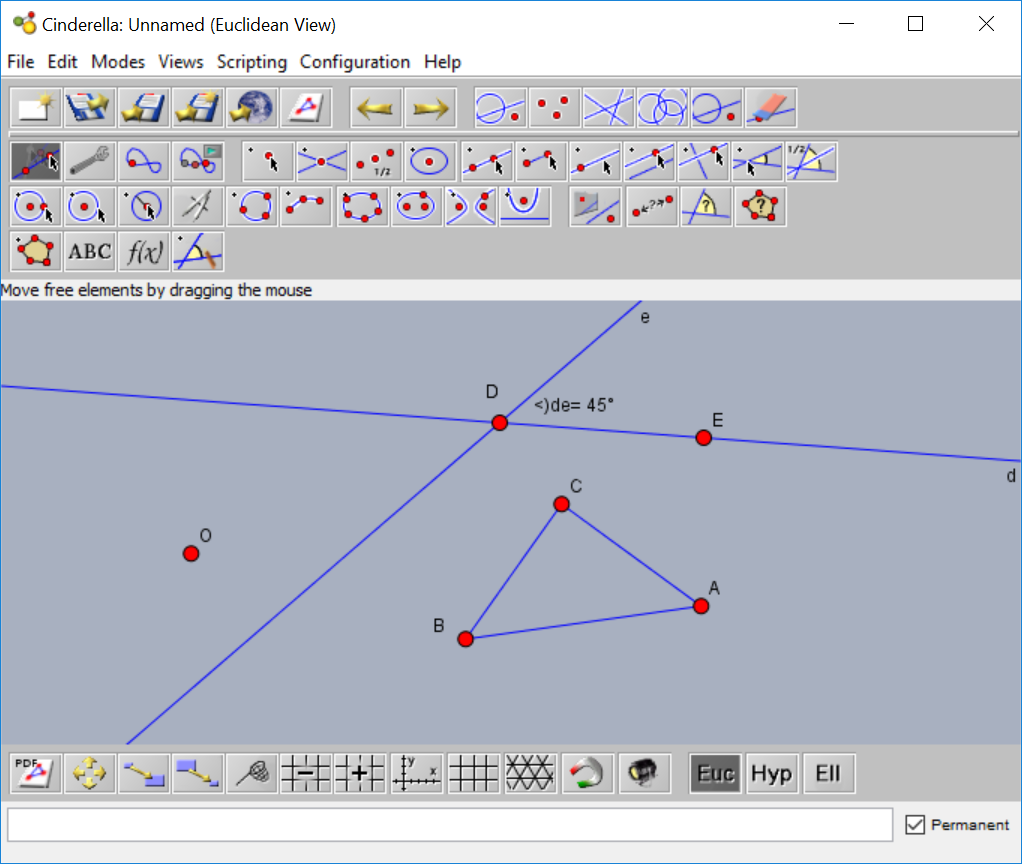 Cinderella: Unnamed (Euclidean View)
File Edit Modes Views Scripting Configuration Help
1/2
1/2
?
?
?
ABC f(x)
Move free elements by dragging the mouse
e
D
<)de= 45°
E
d
C
O
A
B
PDF
y
x
Euc Hyp Ell
Permanent